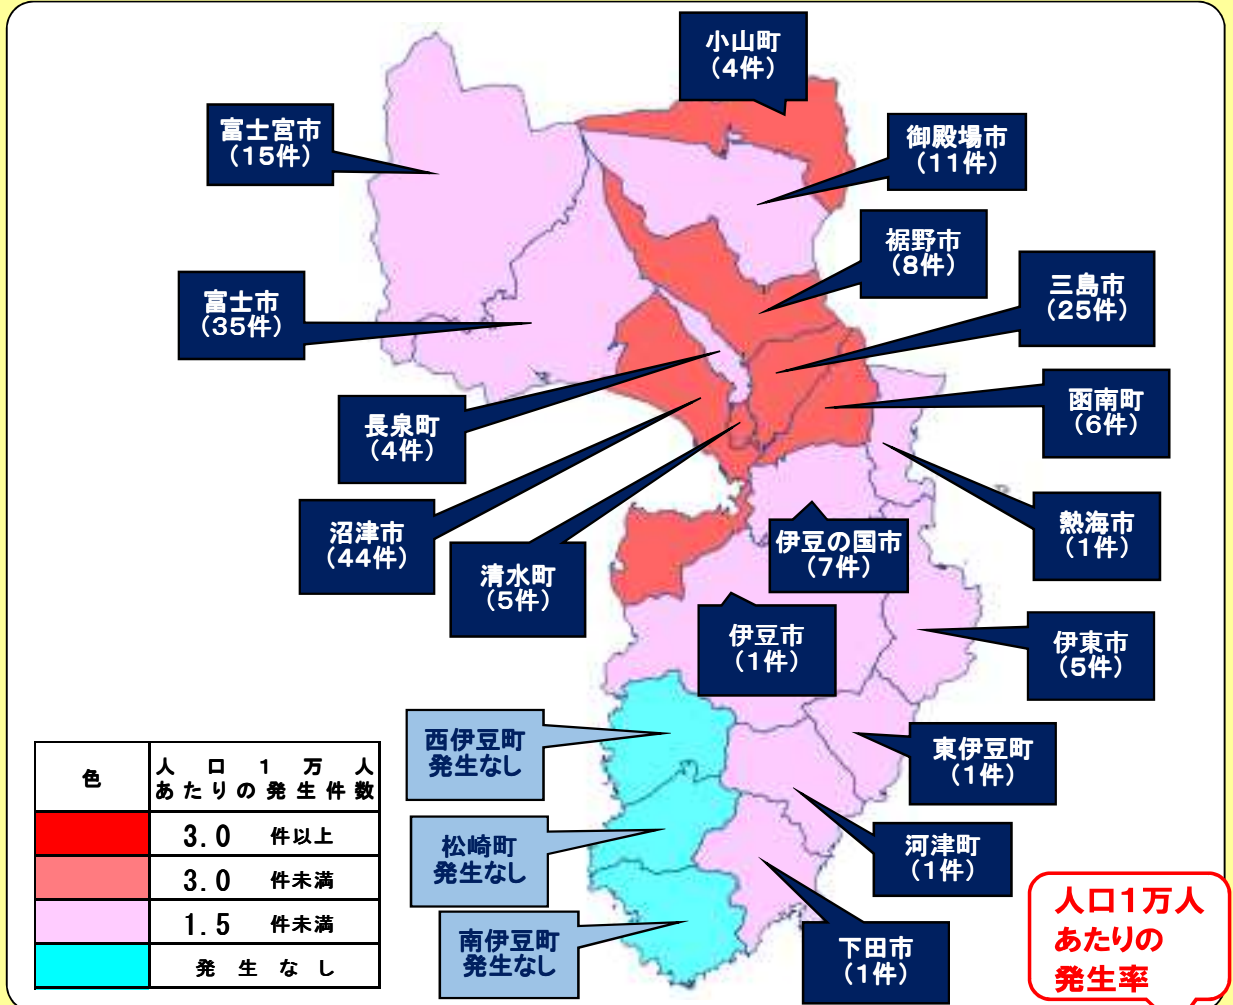 小山町
（4件）
富士宮市
（15件）
御殿場市
（11件）
裾野市
（8件）
三島市
（25件）
富士市
（35件）
函南町
（6件）
長泉町
（4件）
沼津市
（44件）
熱海市
（1件）
伊豆の国市
（7件）
清水町
（5件）
伊豆市
（1件）
伊東市
（5件）
西伊豆町
発生なし
東伊豆町
（1件）
松崎町
発生なし
河津町
（1件）
南伊豆町
発生なし
下田市
（1件）
色
人口1万人
あたりの発生件数
3.0 件以上
3.0 件未満
1.5 件未満
発生なし
人口1万人
あたりの
発生率